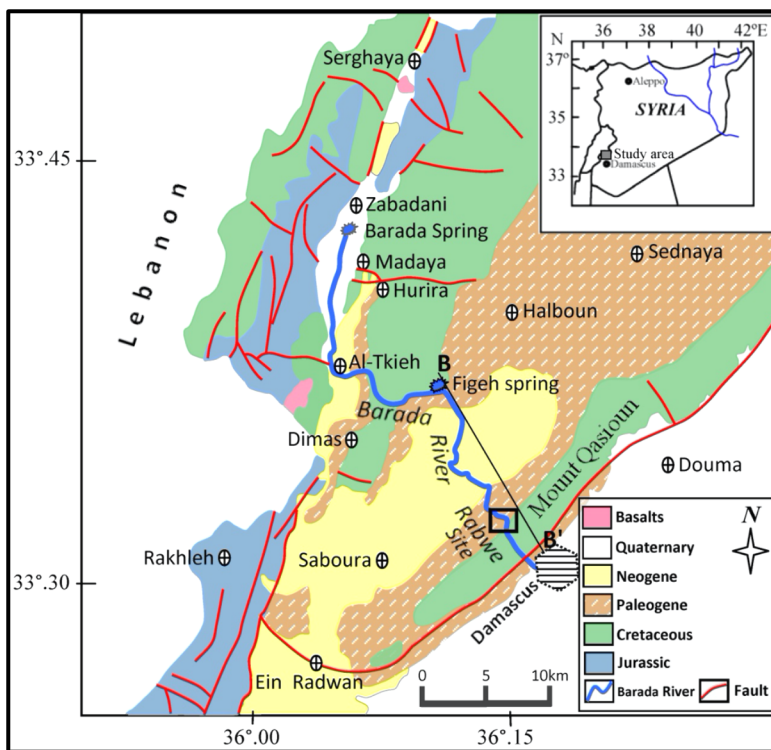 Serghaya
33°.45
Zabadani
Barada Spring
Madaya
Hurira
Lebanon
Sednaya
Halboun
Al-Tkieh
B
Figeh spring
Barada
River
Dimas
Mount Qasioun
Douma
Rabwe
Site
B'
Rakhleh
Saboura
33°.30
Damascus
Ein Radwan
0 5 10km
36°.00
36°.15
N 36 38 40 42°E
37°
Aleppo
35
SYRIA
Study area
33
Damascus
Basalts
N
Quaternary
Neogene
Paleogene
Cretaceous
Jurassic
Barada River
Fault